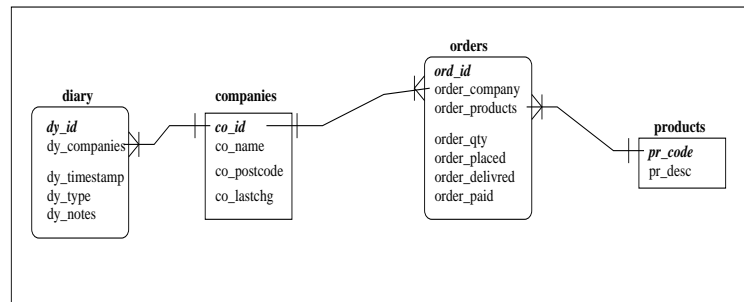 diary
dy_id
dy_companies
dy_timestamp
dy_type
dy_notes
companies
co_id
co_name
co_postcode
co_lastchg
orders
ord_id
order_company
order_products
order_qty
order_placed
order_delivred
order_paid
products
pr_code
pr_desc